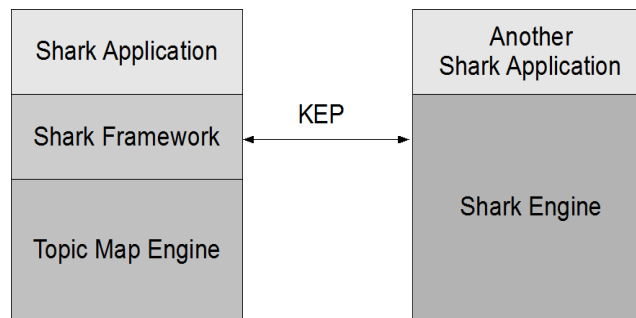 Shark Application
Shark Framework
Topic Map Engine
KEP
Another
Shark Application
Shark Engine